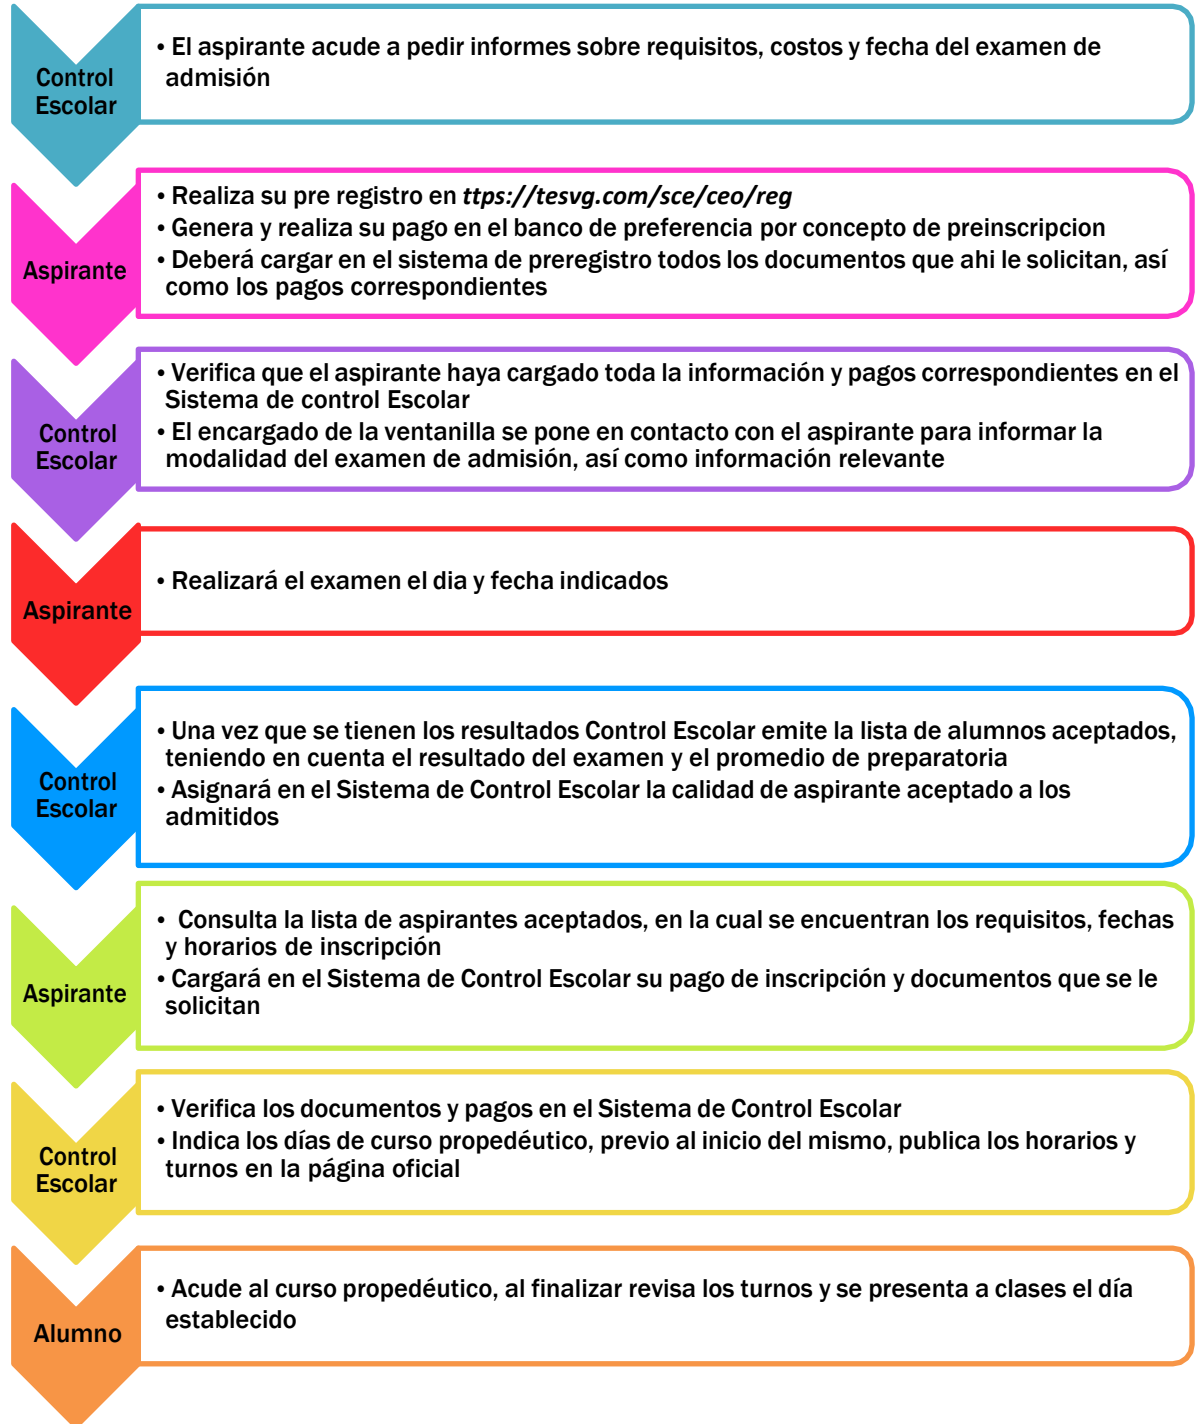 Control
Escolar
• El aspirante acude a pedir informes sobre requisitos, costos y fecha del examen de
admisión
Aspirante
• Realiza su pre registro en ttps://tesvg.com/sce/ceo/reg
• Genera y realiza su pago en el banco de preferencia por concepto de preinscripcion
• Deberá cargar en el sistema de preregistro todos los documentos que ahi le solicitan, así
como los pagos correspondientes
Control
Escolar
• Verifica que el aspirante haya cargado toda la información y pagos correspondientes en el
Sistema de control Escolar
• El encargado de la ventanilla se pone en contacto con el aspirante para informar la
modalidad del examen de admisión, así como información relevante
Aspirante
• Realizará el examen el dia y fecha indicados
Control
Escolar
• Una vez que se tienen los resultados Control Escolar emite la lista de alumnos aceptados,
teniendo en cuenta el resultado del examen y el promedio de preparatoria
• Asignará en el Sistema de Control Escolar la calidad de aspirante aceptado a los
admitidos
Aspirante
• Consulta la lista de aspirantes aceptados, en la cual se encuentran los requisitos, fechas
y horarios de inscripción
• Cargará en el Sistema de Control Escolar su pago de inscripción y documentos que se le
solicitan
Control
Escolar
• Verifica los documentos y pagos en el Sistema de Control Escolar
• Indica los días de curso propedéutico, previo al inicio del mismo, publica los horarios y
turnos en la página oficial
Alumno
• Acude al curso propedéutico, al finalizar revisa los turnos y se presenta a clases el día
establecido